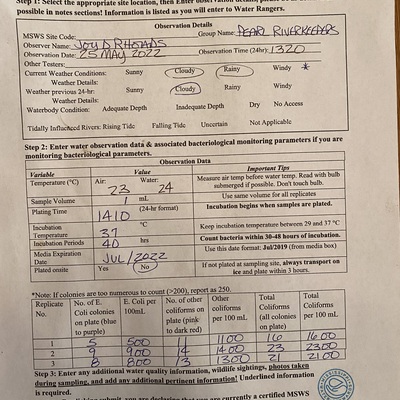 Step 1: Select the appropriate site location, then Enter observation details, please
possible in notes sections! Information is listed as you will enter to Water Rangers.
Observation Details
MSWS Site Code: Group Name: PEARL RIVERKEEPERS
Observer Name: JOY D RHOADS
Observation Date: 25 MAY 2022 Observation Time (24hr): 1320
Other Testers:
Current Weather Conditions: Sunny Cloudy Rainy Windy *
Weather Details:
Weather previous 24-hr: Sunny Cloudy Rainy Windy
Weather Details:
Waterbody Condition: Adequate Depth Inadequate Depth Dry No Access
Tidally Influenced Rivers: Rising Tide Falling Tide Uncertain Not Applicable
Step 2: Enter water observation data & associated bacteriological monitoring parameters if you are
monitoring bacteriological parameters.
Observation Data
Variable Value Important Tips
Temperature (°C) Air: 23 Water: 24 Measure air temp before water temp. Read with bulb
submerged if possible. Don't touch bulb.
Sample Volume 1 mL Use same volume for all replicates
Plating Time 1410 (24-hr format) Incubation begins when samples are plated.
Incubation
Temperature 37 °C Keep incubation temperature between 29 and 37 °C
Incubation Periods 40 hrs Count bacteria within 30-48 hours of incubation.
Media Expiration
Date JUL/2022 Use this date format: Jul/2019 (from media box)
Plated onsite Yes No If not plated at sampling site, always transport on
ice and plate within 3 hours.
*Note: If colonies are too numerous to count (>200), report as 250.
Replicate No. No. of E. Coli colonies on plate (blue to purple) E. Coli per 100mL No. of other coliforms on plate (pink to dark red) Other coliforms per 100 mL Total Coliforms (all colonies on plate) Total Coliforms per 100 mL
1 5 500 11 1100 16 1600
2 9 900 14 1400 23 2300
3 8 800 13 1300 21 2100
Step 3: Enter any additional water quality information, wildlife sightings, photos taken
during sampling, and add any additional pertinent information! Underlined information
is required.
submit, you are declaring that you are currently a certified MSWS